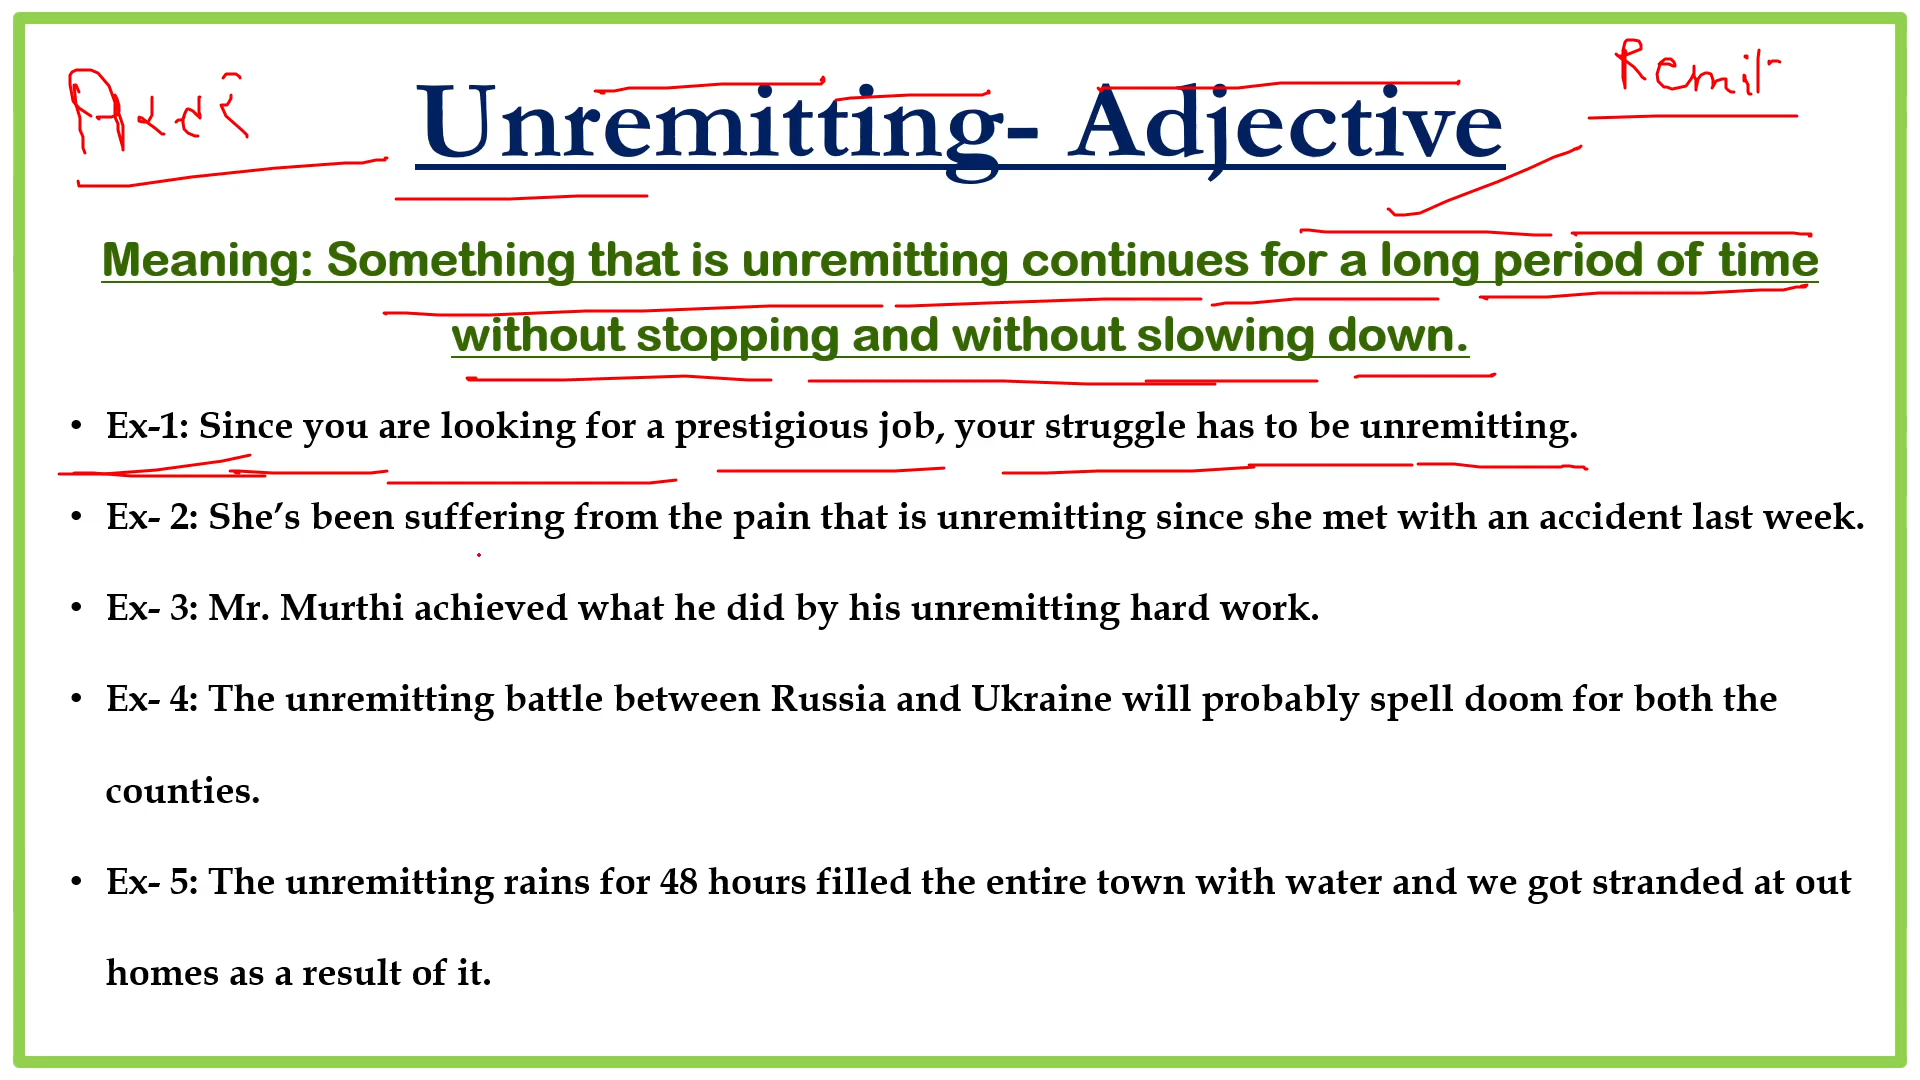 Remit
Unremitting- Adjective
Meaning: Something that is unremitting continues for a long period of time
without stopping and without slowing down.
• Ex-1: Since you are looking for a prestigious job, your struggle has to be unremitting.
• Ex- 2: She’s been suffering from the pain that is unremitting since she met with an accident last week.
• Ex- 3: Mr. Murthi achieved what he did by his unremitting hard work.
• Ex- 4: The unremitting battle between Russia and Ukraine will probably spell doom for both the
counties.
• Ex- 5: The unremitting rains for 48 hours filled the entire town with water and we got stranded at out
homes as a result of it.